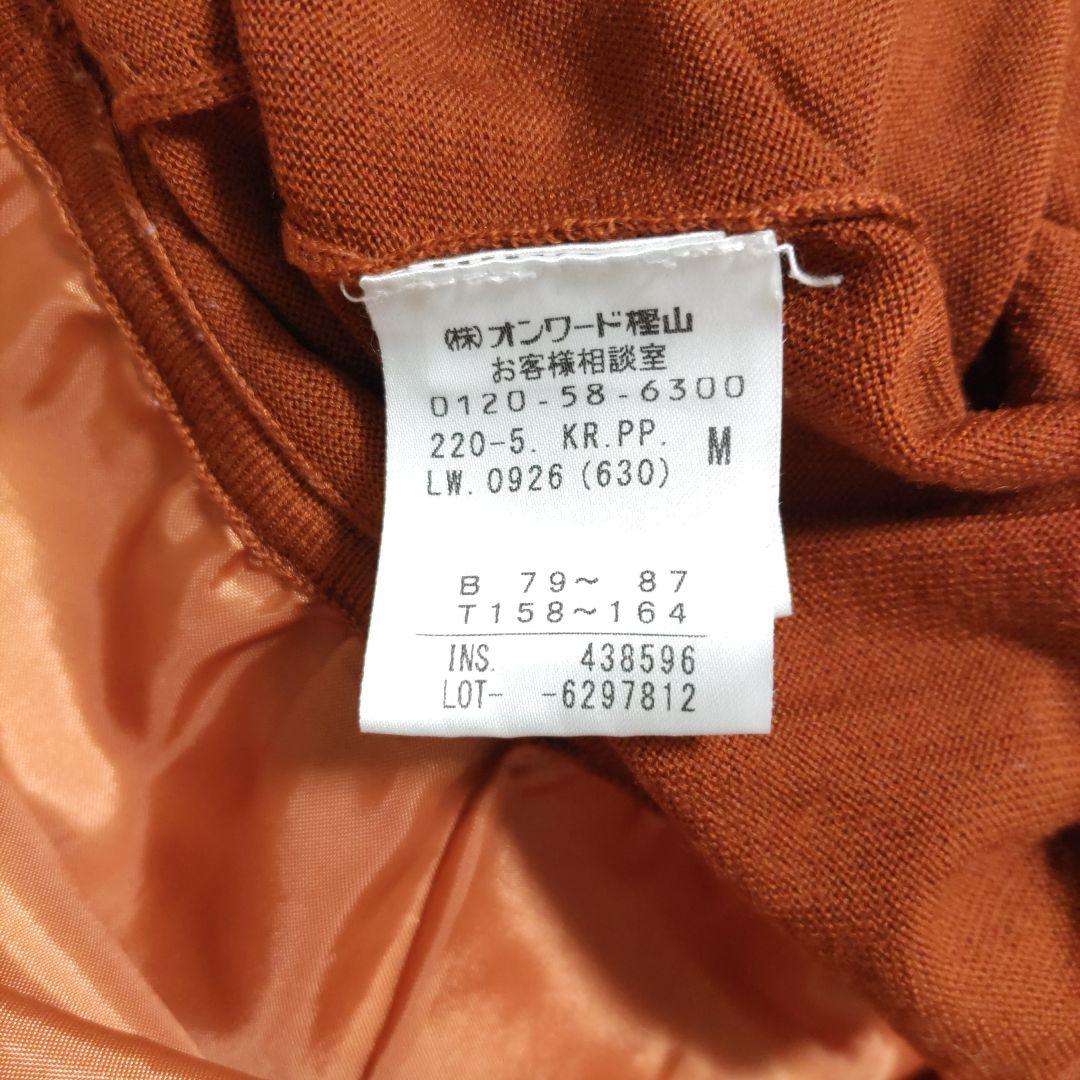 (株)オンワード樫山
お客様相談室
0120-58-6300
220-5. KR.PP. M
LW. 0926 (630)
B 79～ 87
T158～164
INS. 438596
LOT- -6297812